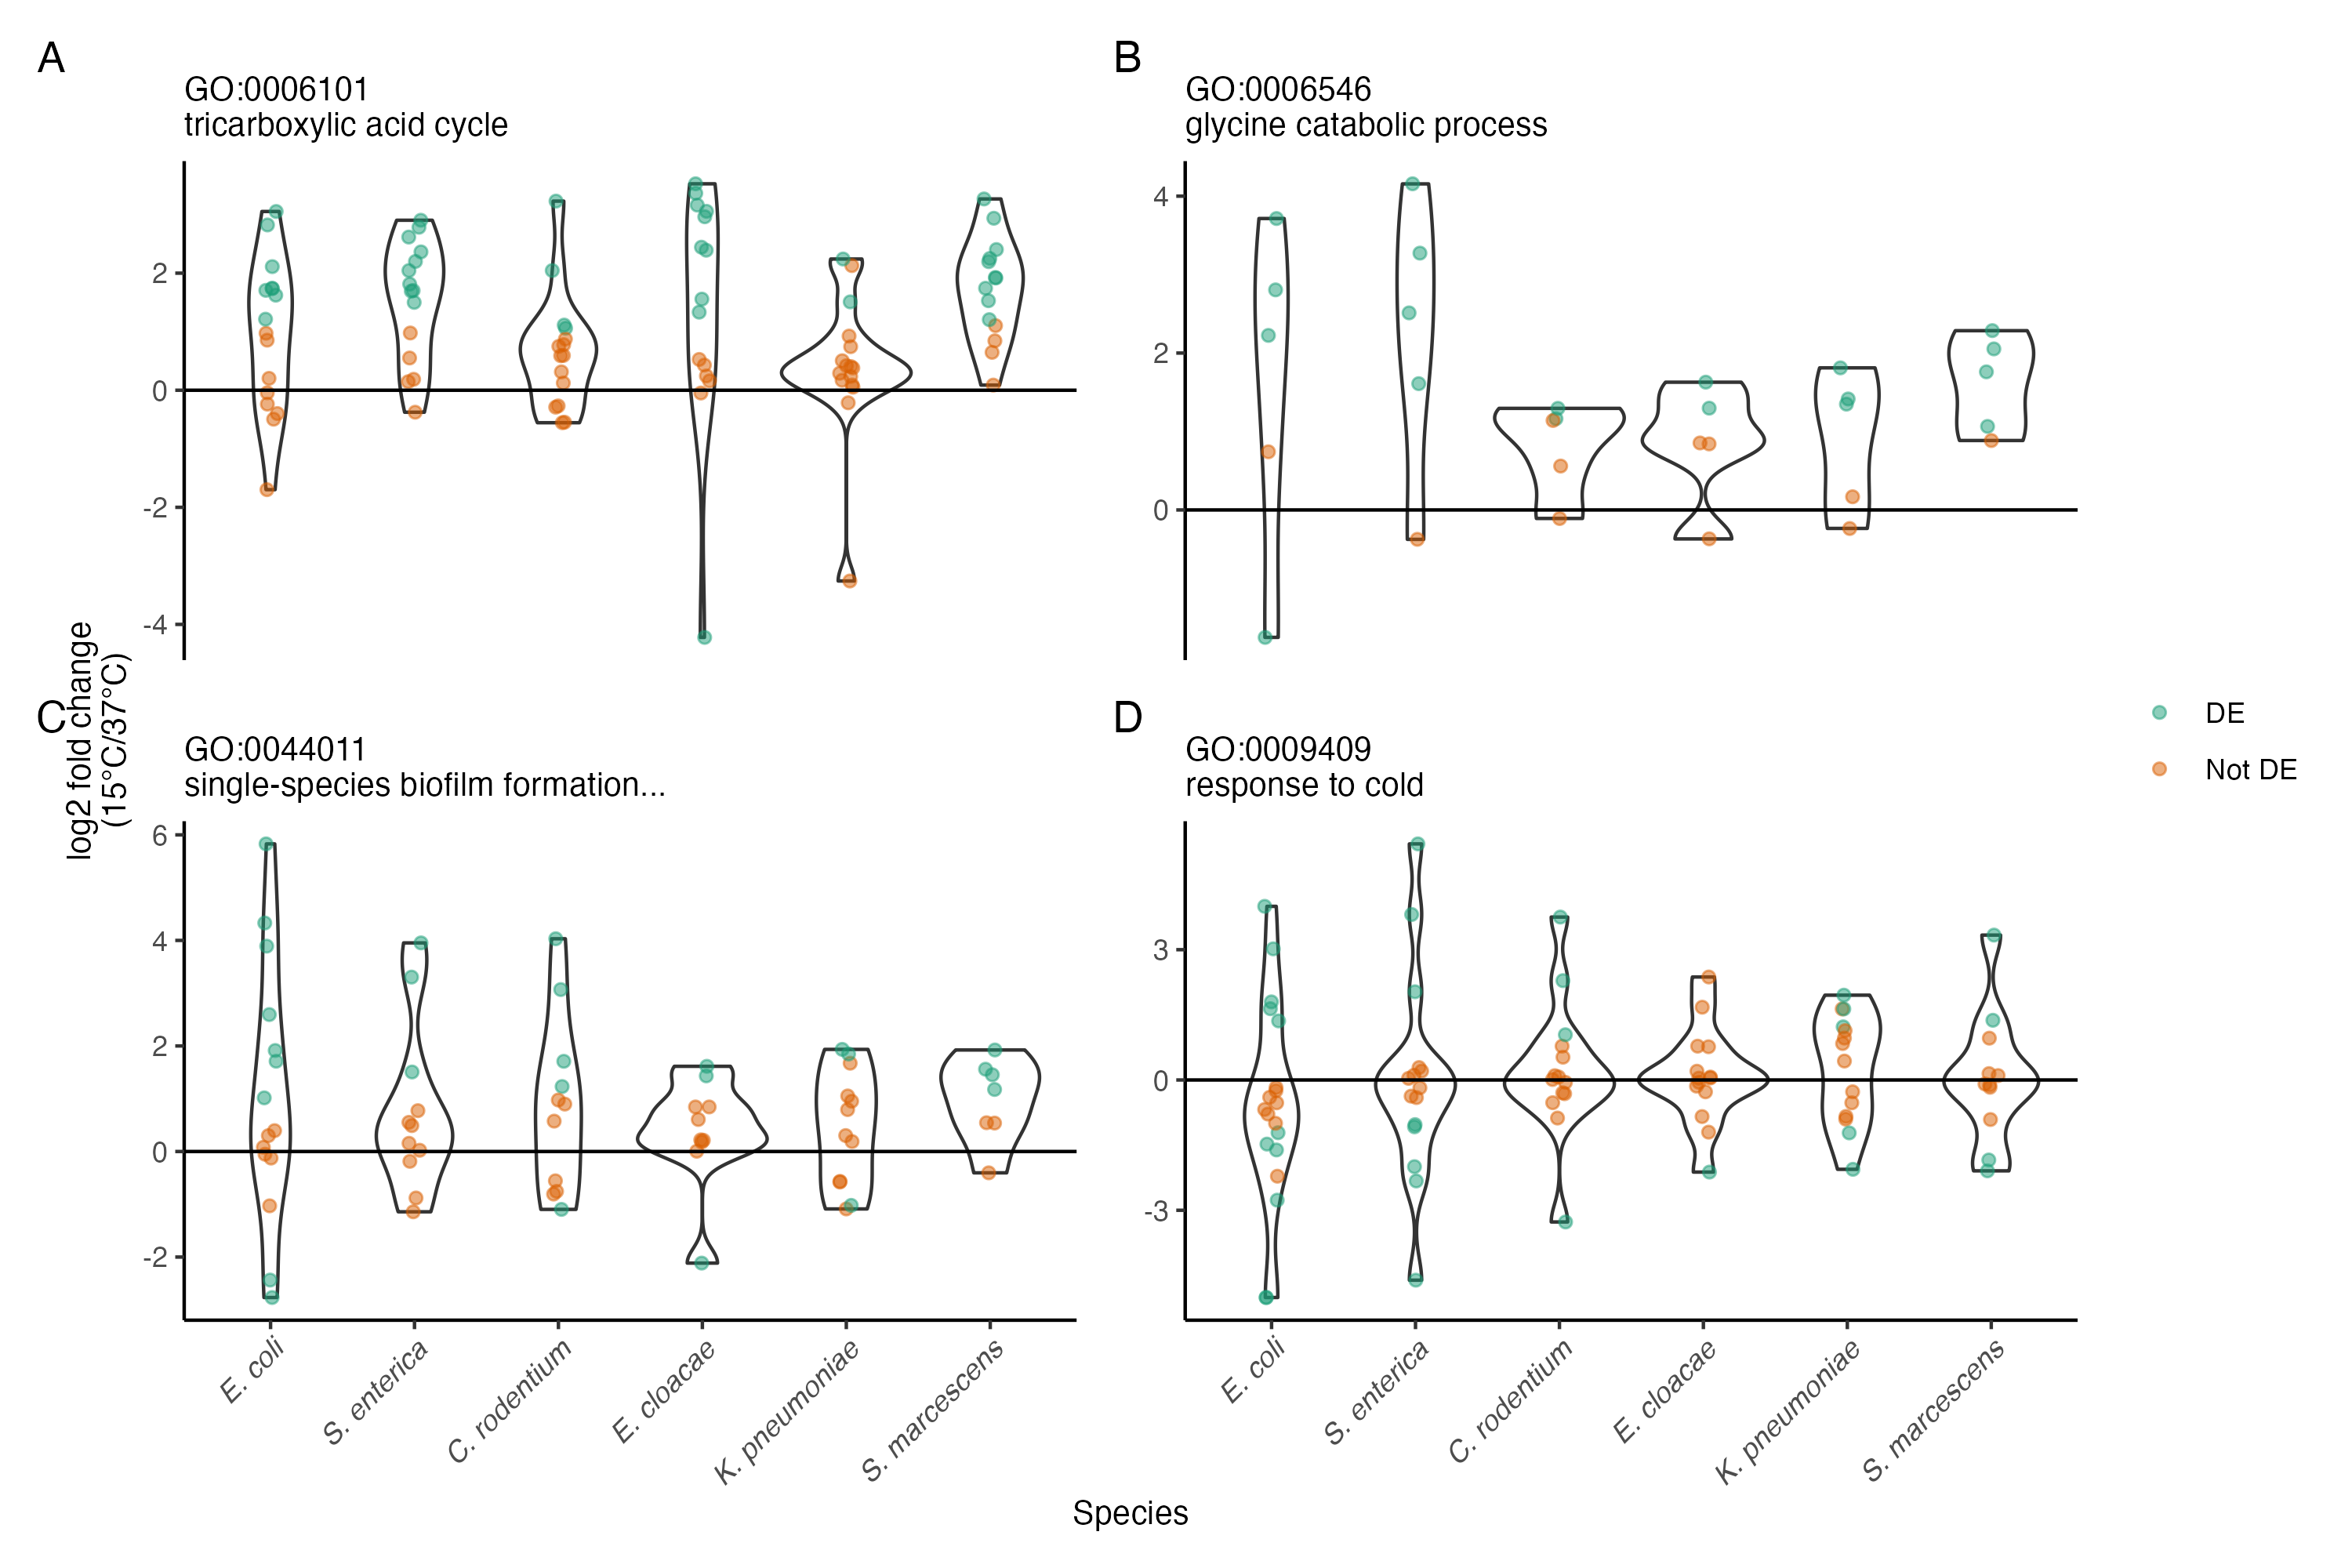 A
GO:0006101
tricarboxylic acid cycle
2
0
-2
-4
B
GO:0006546
glycine catabolic process
4
2
0
log2 fold change
(15°C/37°C)
C
GO:0044011
single-species biofilm formation...
6
4
2
0
-2
E. coli
S. enterica
C. rodentium
E. cloacae
K. pneumoniae
S. marcescens
D
GO:0009409
response to cold
3
0
-3
E. coli
S. enterica
C. rodentium
E. cloacae
K. pneumoniae
S. marcescens
Species
DE
Not DE